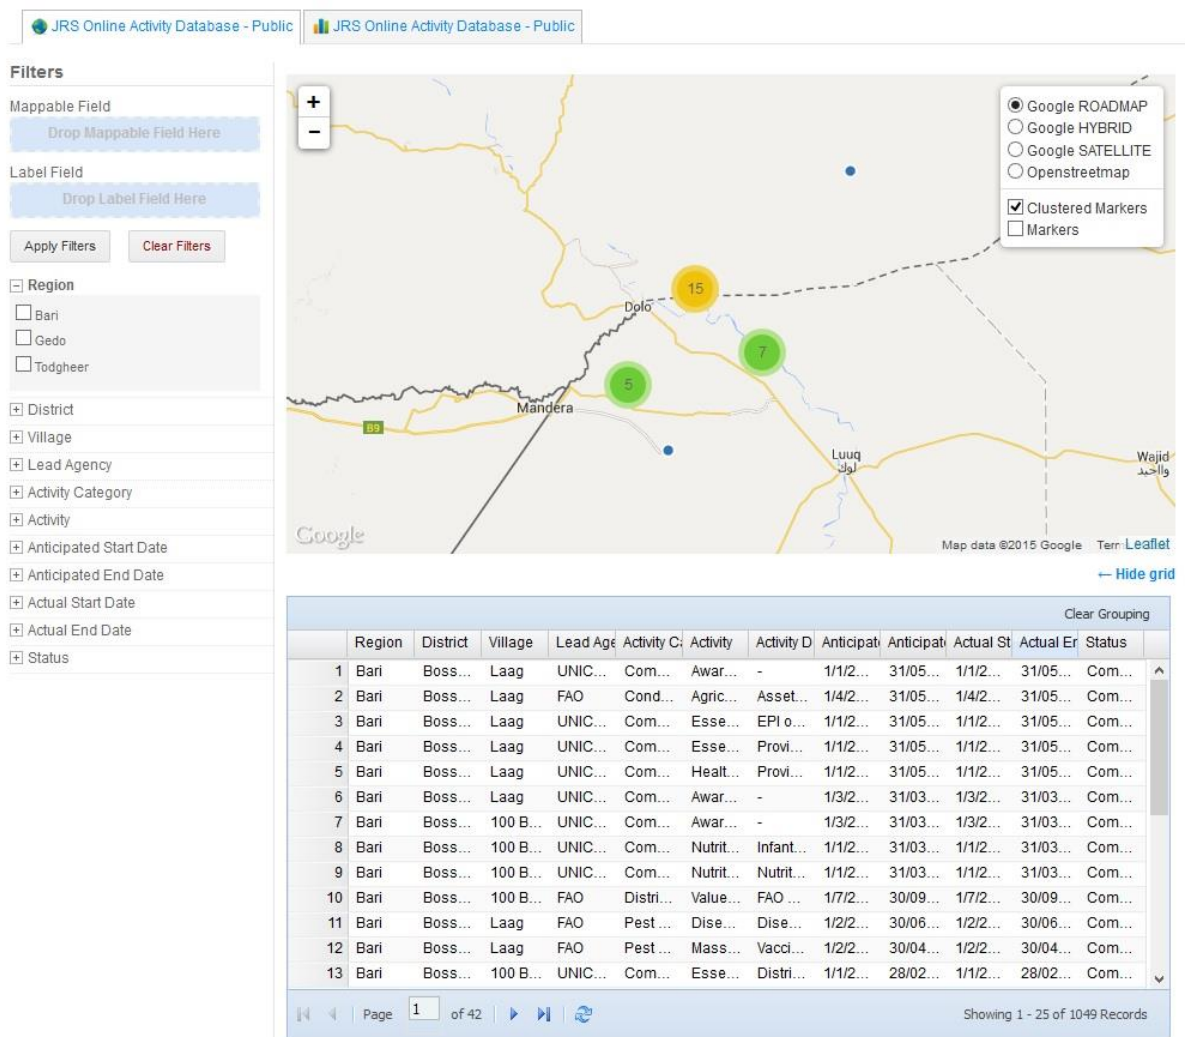 JRS Online Activity Database - Public
JRS Online Activity Database - Public
Filters
Mappable Field
Drop Mappable Field Here
Label Field
Drop Label Field Here
Apply Filters
Clear Filters
Region
Bari
Gedo
Todgheer
District
Village
Lead Agency
Activity Category
Activity
Anticipated Start Date
Anticipated End Date
Actual Start Date
Actual End Date
Status
+
-
Google ROADMAP
Google HYBRID
Google SATELLITE
Openstreetmap
Clustered Markers
Markers
15
Dolo
7
5
Mandera
B9
Luuq
لوك
Wajid
واجيد
Google
Map data ©2015 Google Term Leaflet
← Hide grid
Clear Grouping
Region District Village Lead Age Activity Ca Activity Activity D Anticipat Anticipat Actual St Actual Er Status
1 Bari Boss... Laag UNIC... Com... Awar... - 1/1/2... 31/05... 1/1/2... 31/05... Com...
2 Bari Boss... Laag FAO Cond... Agric... Asset... 1/4/2... 31/05... 1/4/2... 31/05... Com...
3 Bari Boss... Laag UNIC... Com... Esse... EPI o... 1/1/2... 31/05... 1/1/2... 31/05... Com...
4 Bari Boss... Laag UNIC... Com... Esse... Provi... 1/1/2... 31/05... 1/1/2... 31/05... Com...
5 Bari Boss... Laag UNIC... Com... Healt... Provi... 1/1/2... 31/05... 1/1/2... 31/05... Com...
6 Bari Boss... Laag UNIC... Com... Awar... - 1/3/2... 31/03... 1/3/2... 31/03... Com...
7 Bari Boss... 100 B... UNIC... Com... Awar... - 1/3/2... 31/03... 1/3/2... 31/03... Com...
8 Bari Boss... 100 B... UNIC... Com... Nutrit... Infant... 1/1/2... 31/03... 1/1/2... 31/03... Com...
9 Bari Boss... 100 B... UNIC... Com... Nutrit... Nutrit... 1/1/2... 31/03... 1/1/2... 31/03... Com...
10 Bari Boss... 100 B... FAO Distri... Value... FAO ... 1/7/2... 30/09... 1/7/2... 30/09... Com...
11 Bari Boss... Laag FAO Pest ... Dise... Dise... 1/2/2... 30/06... 1/2/2... 30/06... Com...
12 Bari Boss... Laag FAO Pest ... Mass... Vacci... 1/2/2... 30/04... 1/2/2... 30/04... Com...
13 Bari Boss... 100 B... UNIC... Com... Esse... Distri... 1/1/2... 28/02... 1/1/2... 28/02... Com...
Page 1 of 42
Showing 1 - 25 of 1049 Records